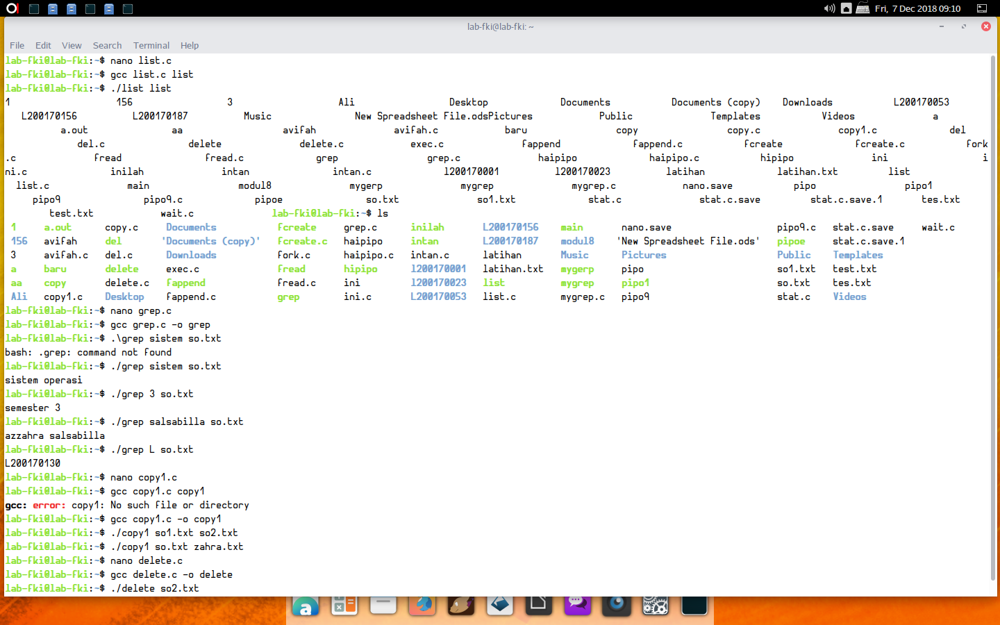 Fri, 7 Dec 2018 09:10
lab-fki@lab-fki: ~
File Edit View Search Terminal Help
lab-fki@lab-fki:~$ nano list.c
lab-fki@lab-fki:~$ gcc list.c list
lab-fki@lab-fki:~$ ./list list
1 156 3 Ali Desktop Documents Documents (copy) Downloads L200170053
L200170156 L200170187 Music New Spreadsheet File.odsPictures Public Templates Videos a
a.out aa avifah avifah.c baru copy copy.c copy1.c del
del.c delete delete.c exec.c fappend fappend.c fcreate fcreate.c fork
.c fread fread.c grep grep.c haipipo haipipo.c hipipo ini i
ni.c inilah intan intan.c l200170001 l200170023 latihan latihan.txt list
list.c main modul8 mygerp mygrep mygrep.c nano.save pipo pipo1
pipo9 pipo9.c pipoe so.txt so1.txt stat.c stat.c.save stat.c.save.1 tes.txt
test.txt wait.c lab-fki@lab-fki:~$ ls
1 a.out copy.c Documents fcreate grep.c inilah L200170156 main nano.save pipo9.c stat.c.save wait.c
156 avifah del 'Documents (copy)' fcreate.c haipipo intan L200170187 modul8 'New Spreadsheet File.ods' pipoe stat.c.save.1
3 avifah.c del.c Downloads fork.c haipipo.c intan.c latihan Music Pictures Public Templates
a baru delete exec.c fread hipipo l200170001 latihan.txt mygerp pipo so1.txt test.txt
aa copy delete.c fappend fread.c ini l200170023 list mygrep pipo1 so.txt tes.txt
Ali copy1.c Desktop fappend.c grep ini.c L200170053 list.c mygrep.c pipo9 stat.c Videos
lab-fki@lab-fki:~$ nano grep.c
lab-fki@lab-fki:~$ gcc grep.c -o grep
lab-fki@lab-fki:~$ .\grep sistem so.txt
bash: .grep: command not found
lab-fki@lab-fki:~$ ./grep sistem so.txt
sistem operasi
lab-fki@lab-fki:~$ ./grep 3 so.txt
semester 3
lab-fki@lab-fki:~$ ./grep salsabilla so.txt
azzahra salsabilla
lab-fki@lab-fki:~$ ./grep L so.txt
L200170130
lab-fki@lab-fki:~$ nano copy1.c
lab-fki@lab-fki:~$ gcc copy1.c copy1
gcc: error: copy1: No such file or directory
lab-fki@lab-fki:~$ gcc copy1.c -o copy1
lab-fki@lab-fki:~$ ./copy1 so1.txt so2.txt
lab-fki@lab-fki:~$ ./copy1 so.txt zahra.txt
lab-fki@lab-fki:~$ nano delete.c
lab-fki@lab-fki:~$ gcc delete.c -o delete
lab-fki@lab-fki:~$ ./delete so2.txt